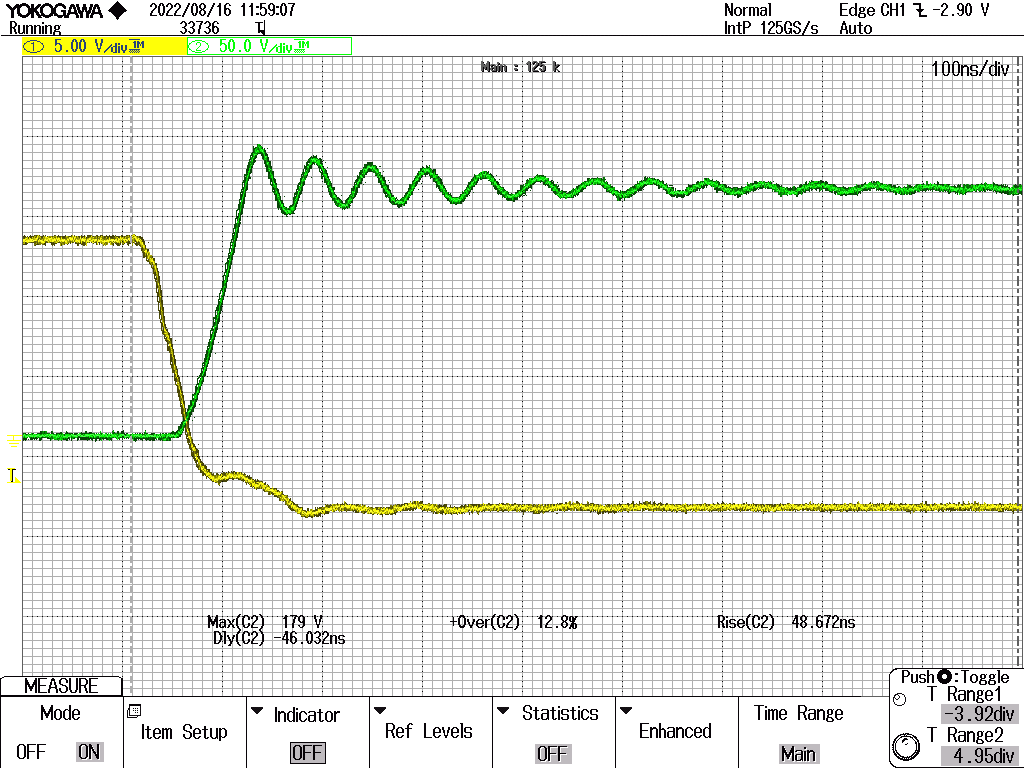 YOKOGAWA ◆ 2022/08/16 11:59:07 Normal Edge CH1 -2.90 V
Running 33736 IntP 125GS/s Auto
1 5.00 V/div 1M 2 50.0 V/div 1M
Main : 125 k
100ns/div
T
Max(C2) 179 V +Over(C2) 12.8% Rise(C2) 48.672ns
Dly(C2) -46.032ns
MEASURE
Mode
OFF ON
Item Setup
Indicator
OFF
Ref Levels
Statistics
OFF
Enhanced
Time Range
Main
Push:Toggle
T Range1
-3.92div
T Range2
4.95div